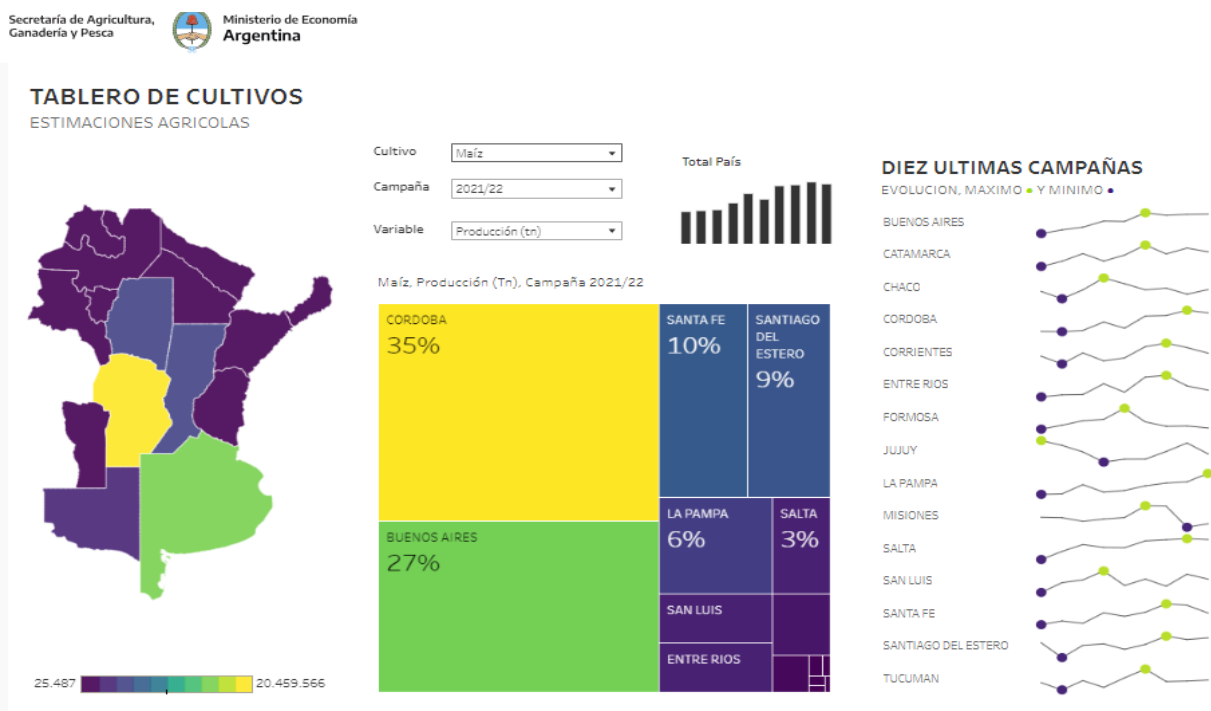 Secretaría de Agricultura,
Ganadería y Pesca
Ministerio de Economía
Argentina
TABLERO DE CULTIVOS
ESTIMACIONES AGRICOLAS
Cultivo
Maíz
Campaña
2021/22
Variable
Producción (tn)
Total País
Maíz, Producción (Tn), Campaña 2021/22
CORDOBA
35%
BUENOS AIRES
27%
SANTA FE
10%
SANTIAGO
DEL
ESTERO
9%
LA PAMPA
6%
SALTA
3%
SAN LUIS
ENTRE RIOS
25.487
20.459.566
DIEZ ULTIMAS CAMPAÑAS
EVOLUCION, MAXIMO Y MINIMO
BUENOS AIRES
CATAMARCA
CHACO
CORDOBA
CORRIENTES
ENTRE RIOS
FORMOSA
JUJUY
LA PAMPA
MISIONES
SALTA
SAN LUIS
SANTA FE
SANTIAGO DEL ESTERO
TUCUMAN